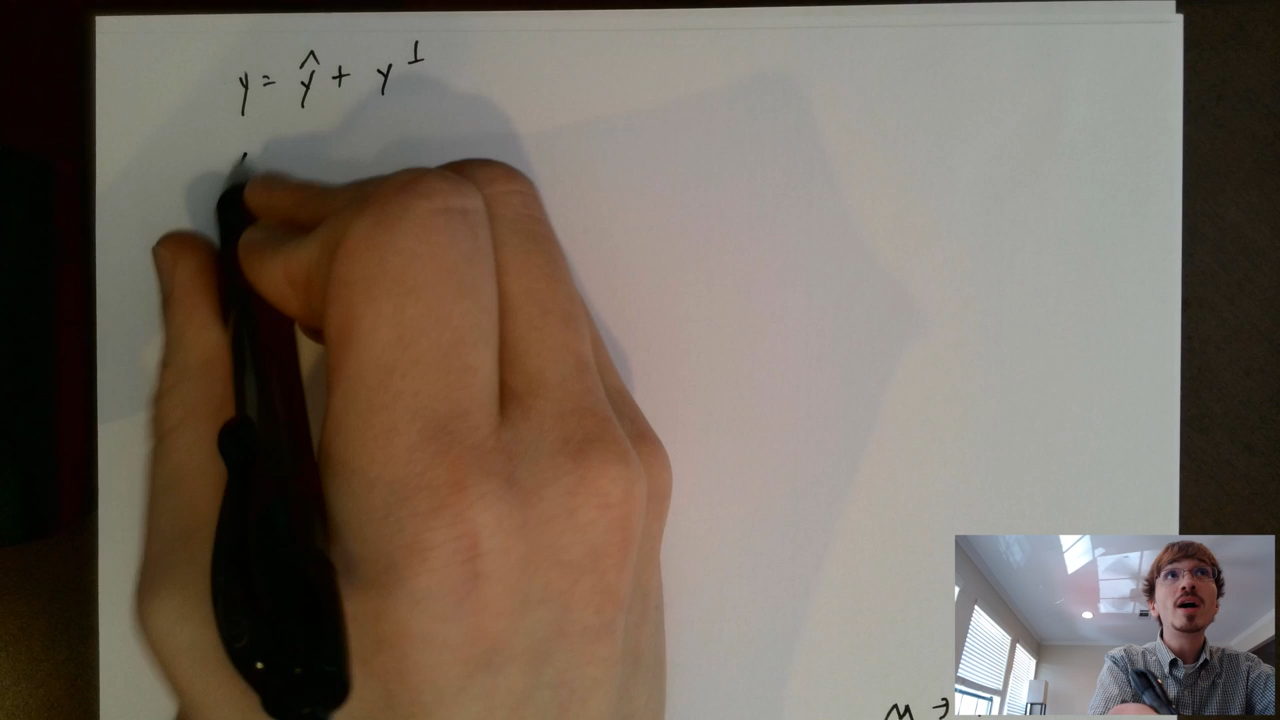 y = ŷ + y⊥